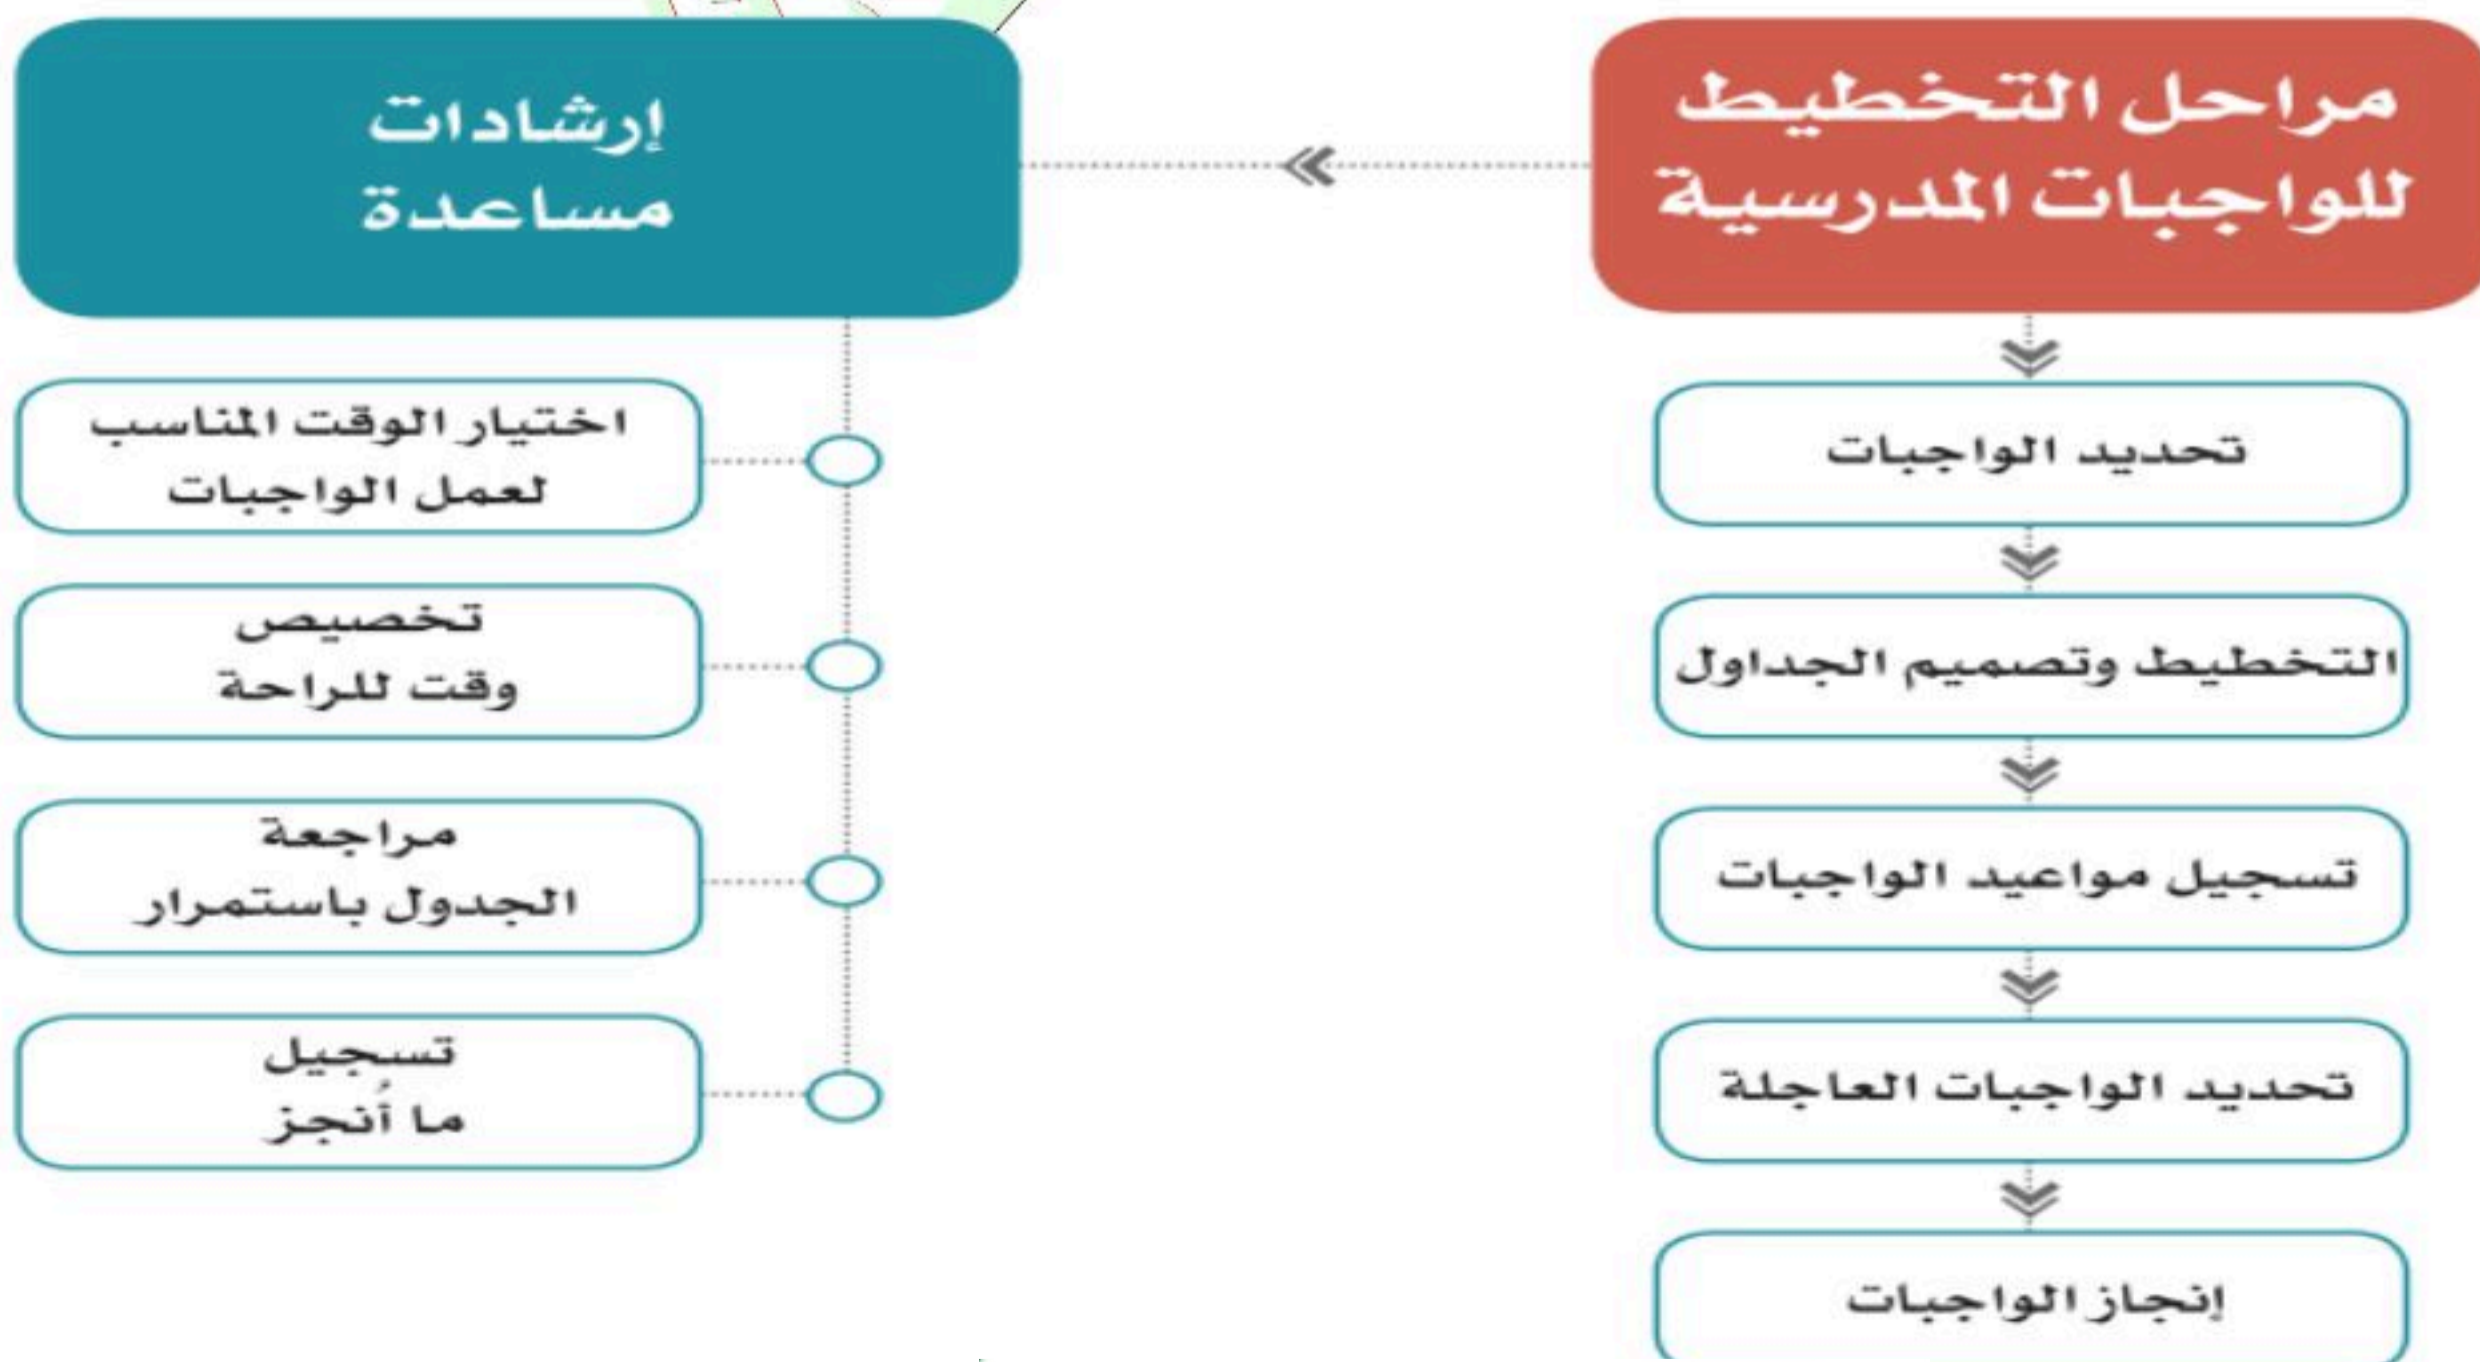 مراحل التخطيط
للواجبات المدرسية
تحديد الواجبات
التخطيط وتصميم الجداول
تسجيل مواعيد الواجبات
تحديد الواجبات العاجلة
إنجاز الواجبات
إرشادات
مساعدة
اختيار الوقت المناسب
لعمل الواجبات
تخصيص
وقت للراحة
مراجعة
الجدول باستمرار
تسجيل
ما أُنجز